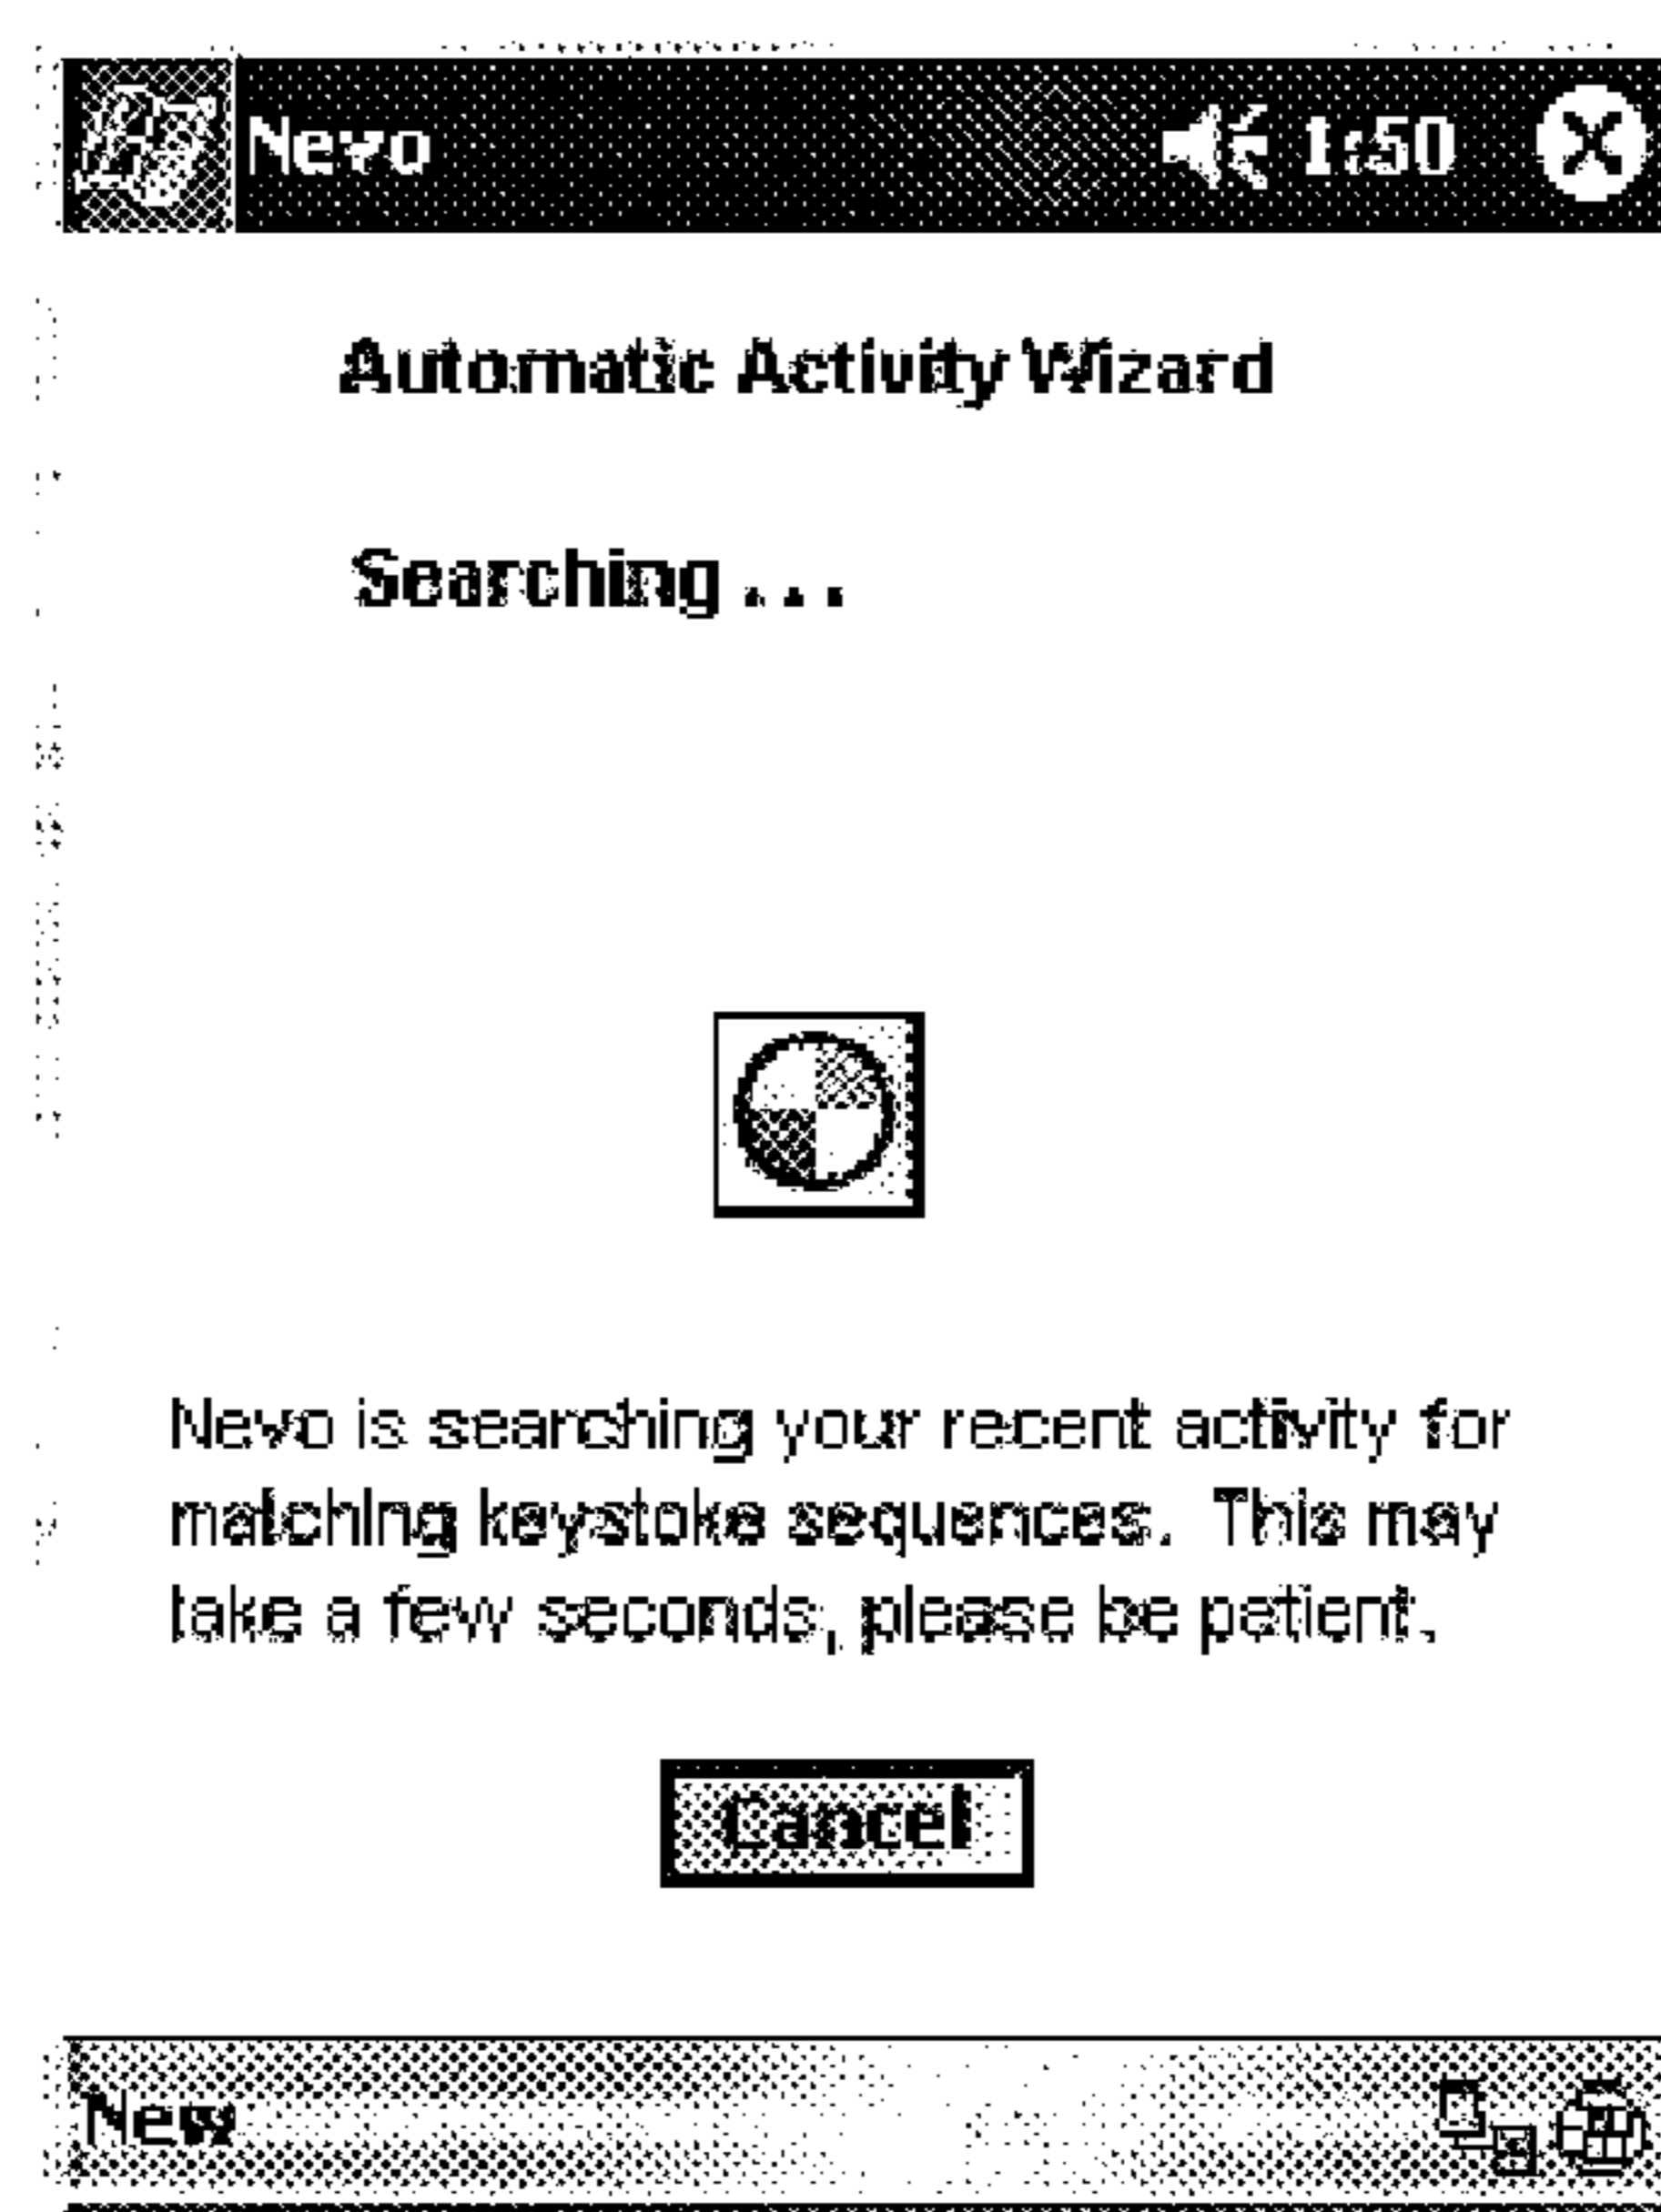 Nevo 1:50
Automatic Activity Wizard
Searching . . .
Nevo is searching your recent activity for
matching keystoke sequences. This may
take a few seconds, please be patient.
Cancel
New